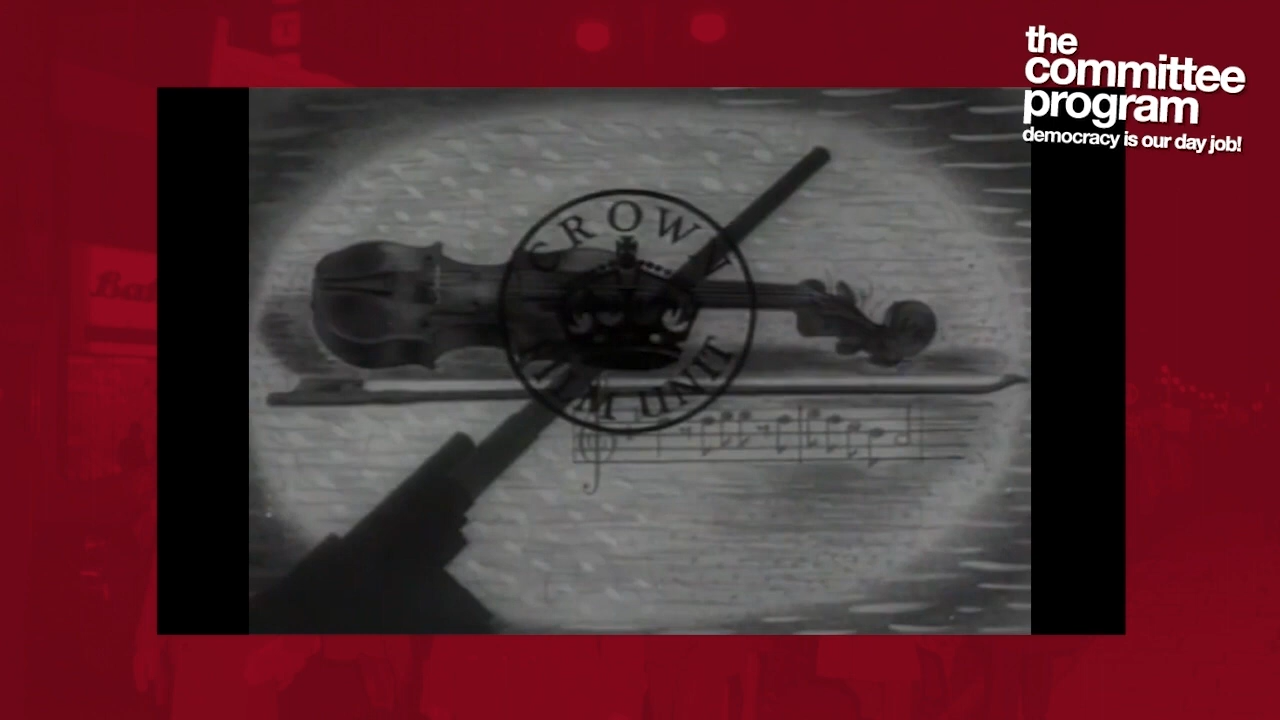 the
committee
program
democracy is our day job!
CROWN
FILM UNIT